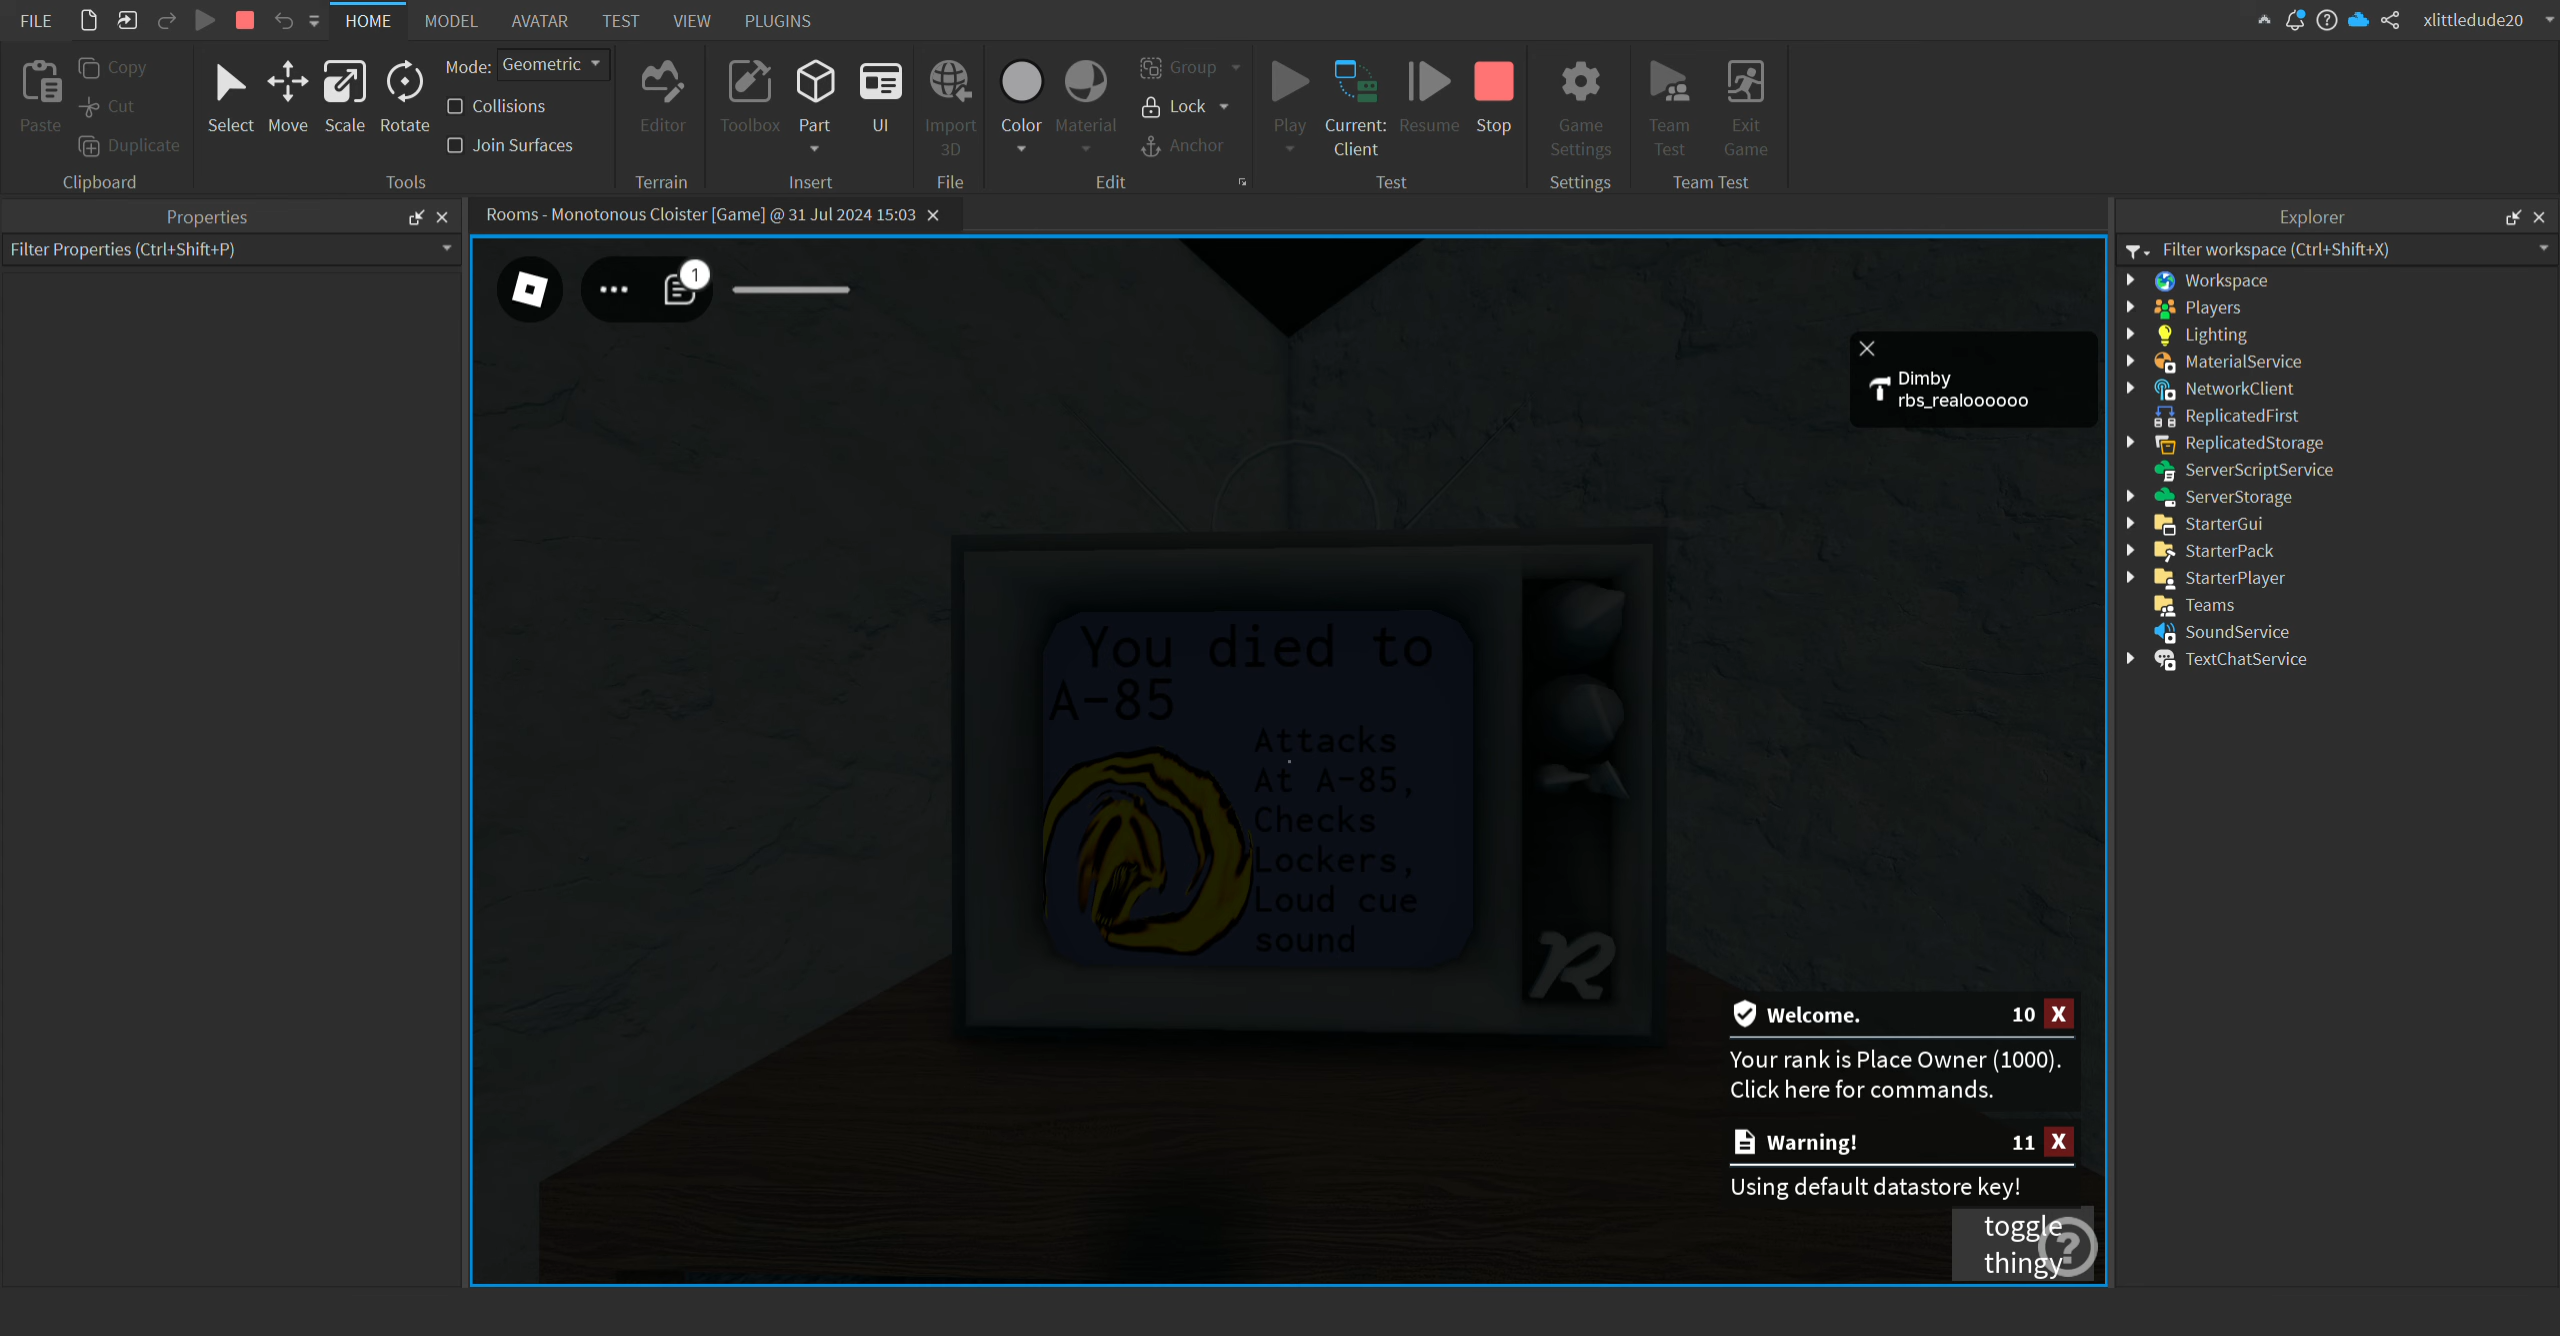 FILE HOME MODEL AVATAR TEST VIEW PLUGINS xlittledude20
Paste
Copy
Cut
Duplicate
Clipboard
Select Move Scale Rotate
Mode: Geometric
Collisions
Join Surfaces
Tools
Editor
Terrain
Toolbox Part UI
Insert
Import
3D
File
Color Material
Group
Lock
Anchor
Edit
Play Current:
Client Resume Stop
Test
Game
Settings
Settings
Team
Test
Exit
Game
Team Test
Properties
Filter Properties (Ctrl+Shift+P)
Rooms - Monotonous Cloister [Game] @ 31 Jul 2024 15:03
1
Dimby
rbs_realoooooo
You died to
A-85
Attacks
At A-85,
Checks
Lockers,
Loud cue
sound
R
Welcome. 10 X
Your rank is Place Owner (1000).
Click here for commands.
Warning! 11 X
Using default datastore key!
toggle
thingy
?
Explorer
Filter workspace (Ctrl+Shift+X)
Workspace
Players
Lighting
MaterialService
NetworkClient
ReplicatedFirst
ReplicatedStorage
ServerScriptService
ServerStorage
StarterGui
StarterPack
StarterPlayer
Teams
SoundService
TextChatService